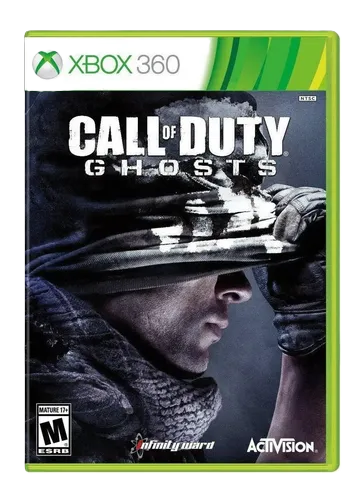 XBOX 360
NTSC
CALL OF DUTY
GHOSTS
MATURE 17+
M
ESRB
Infinity ward
ACTIVISION